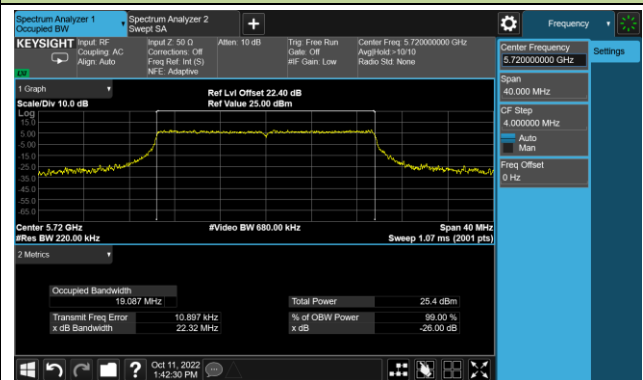 Spectrum Analyzer 1
Occupied BW
Spectrum Analyzer 2
Swept SA
Frequency
KEYSIGHT
Input: RF
Coupling: AC
Align: Auto
Input Z: 50 Ω
Corrections: Off
Freq Ref: Int (S)
NFE: Adaptive
Atten: 10 dB
Trig: Free Run
Gate: Off
#IF Gain: Low
Center Freq: 5.720000000 GHz
Avg|Hold >10/10
Radio Std: None
Center Frequency
5.720000000 GHz
Settings
Span
40.000 MHz
CF Step
4.000000 MHz
Auto
Man
Freq Offset
0 Hz
1 Graph
Scale/Div 10.0 dB
Ref Lvl Offset 22.40 dB
Ref Value 25.00 dBm
Log
15.0
5.00
-5.00
-15.0
-25.0
-35.0
-45.0
-55.0
-65.0
Center 5.72 GHz
#Res BW 220.00 kHz
#Video BW 680.00 kHz
Span 40 MHz
Sweep 1.07 ms (2001 pts)
2 Metrics
Occupied Bandwidth
19.087 MHz
Transmit Freq Error 10.897 kHz
x dB Bandwidth 22.32 MHz
Total Power 25.4 dBm
% of OBW Power 99.00 %
x dB -26.00 dB
Oct 11, 2022
1:42:30 PM